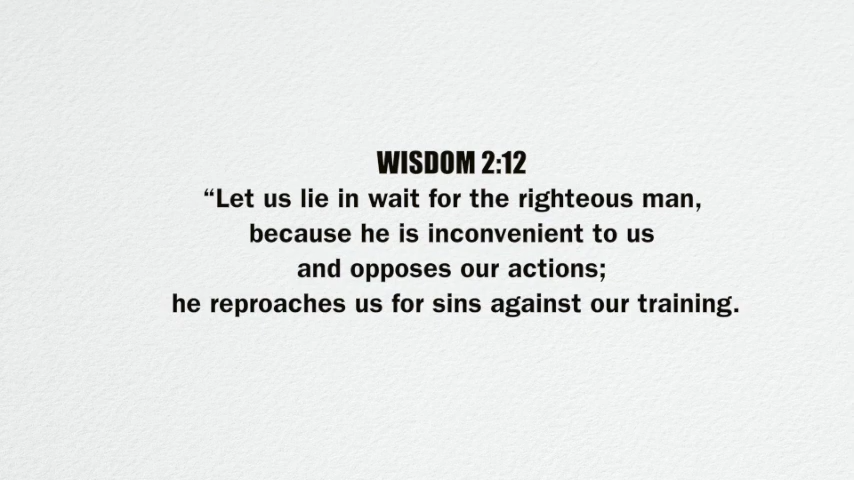 WISDOM 2:12
“Let us lie in wait for the righteous man,
because he is inconvenient to us
and opposes our actions;
he reproaches us for sins against our training.